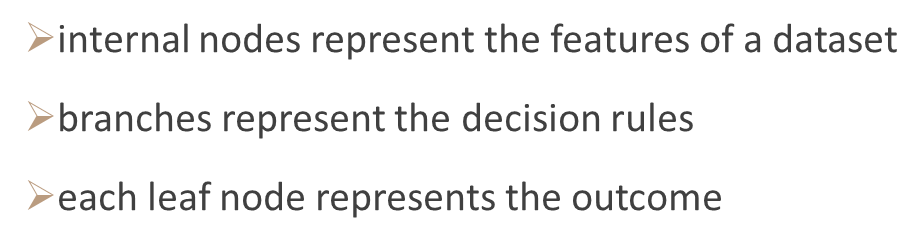 ➢internal nodes represent the features of a dataset
➢branches represent the decision rules
➢each leaf node represents the outcome